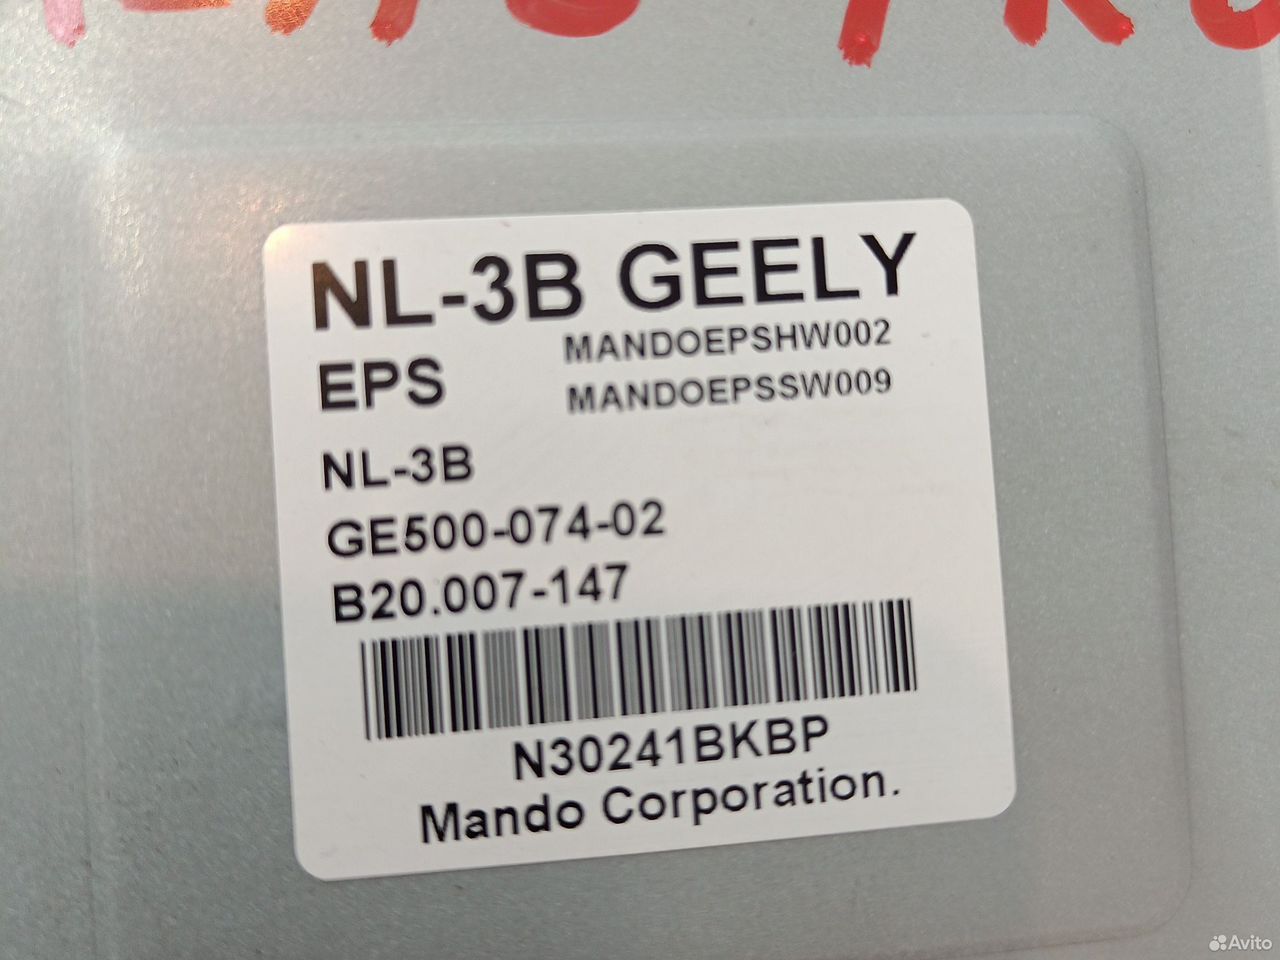 NL-3B GEELY
EPS
MANDOEPSHW002
MANDOEPSSW009
NL-3B
GE500-074-02
B20.007-147
N30241BKBP
Mando Corporation.
Avito